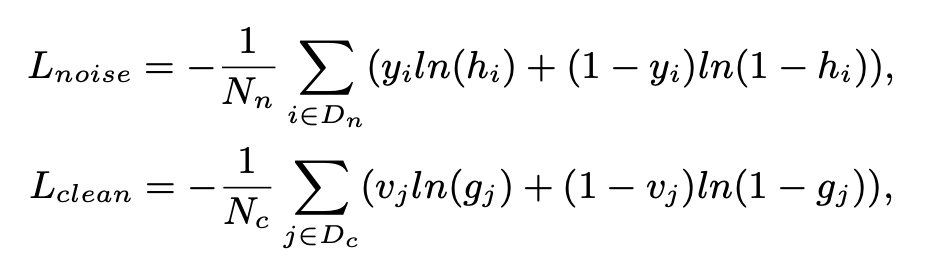 $L_{noise} = -\frac{1}{N_n} \sum_{i \in D_n} (y_i ln(h_i) + (1 - y_i)ln(1 - h_i)),$
$L_{clean} = -\frac{1}{N_c} \sum_{j \in D_c} (v_j ln(g_j) + (1 - v_j)ln(1 - g_j)),$